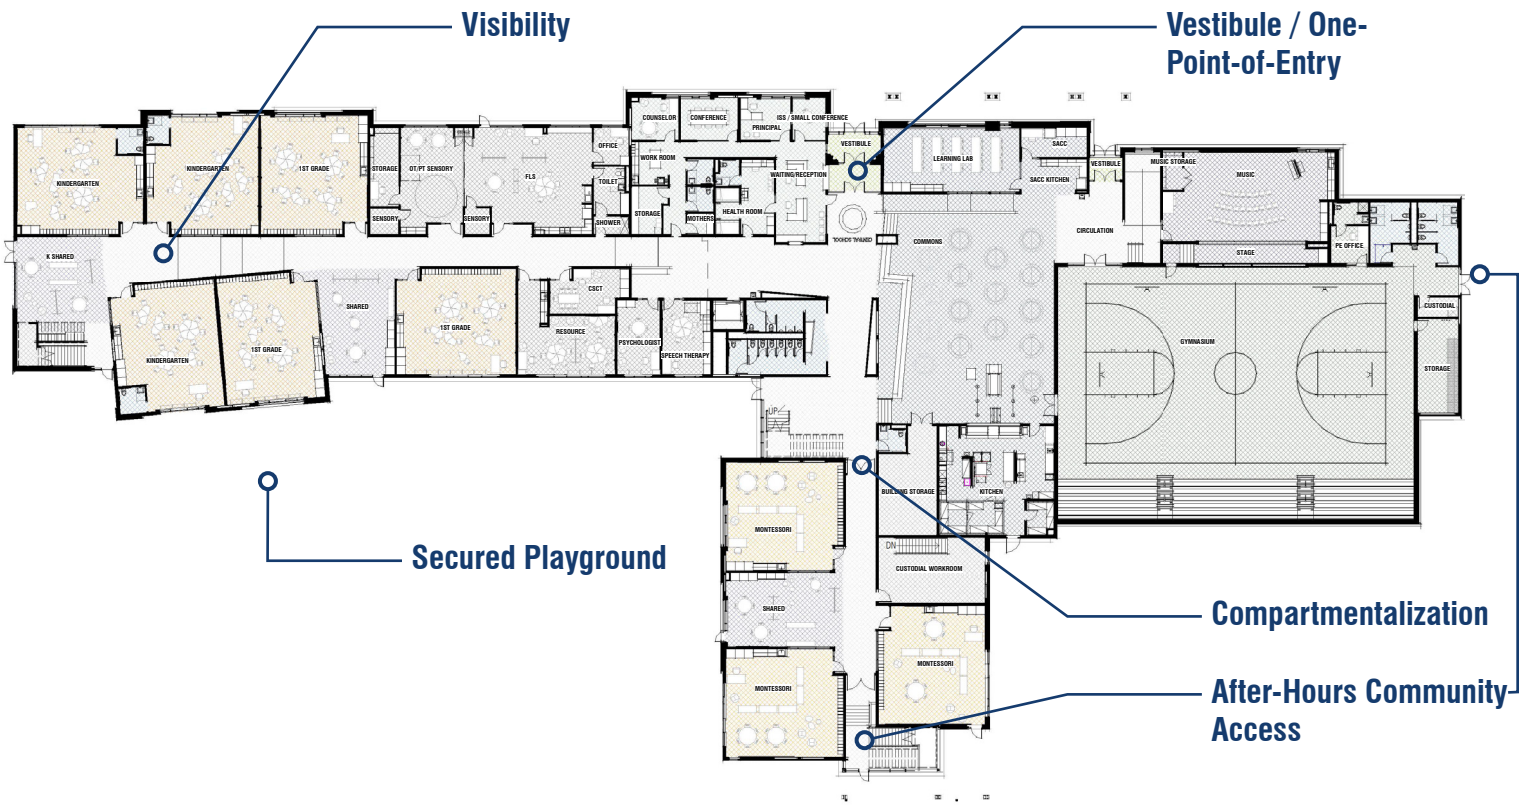 Visibility
Vestibule / One-
Point-of-Entry
COUNSELOR
CONFERENCE
PRINCIPAL
ISS / SMALL CONFERENCE
VESTIBULE
KINDERGARTEN
KINDERGARTEN
1ST GRADE
STORAGE
OT/PT SENSORY
FLS
OFFICE
TOILET
SHOWER
SENSORY
SENSORY
WORK ROOM
STORAGE
MOTHERS
HEALTH ROOM
WAITING/RECEPTION
LEARNING LAB
SACC
SACC KITCHEN
VESTIBULE
MUSIC STORAGE
MUSIC
STAGE
PE OFFICE
CENTRAL SCHOOL
COMMONS
CIRCULATION
K SHARED
KINDERGARTEN
1ST GRADE
SHARED
1ST GRADE
CSCT
RESOURCE
PSYCHOLOGIST
SPEECH THERAPY
GYMNASIUM
CUSTODIAL
STORAGE
UP
BUILDING STORAGE
KITCHEN
MONTESSORI
DN
CUSTODIAL WORKROOM
SHARED
MONTESSORI
MONTESSORI
Secured Playground
Compartmentalization
After-Hours Community
Access